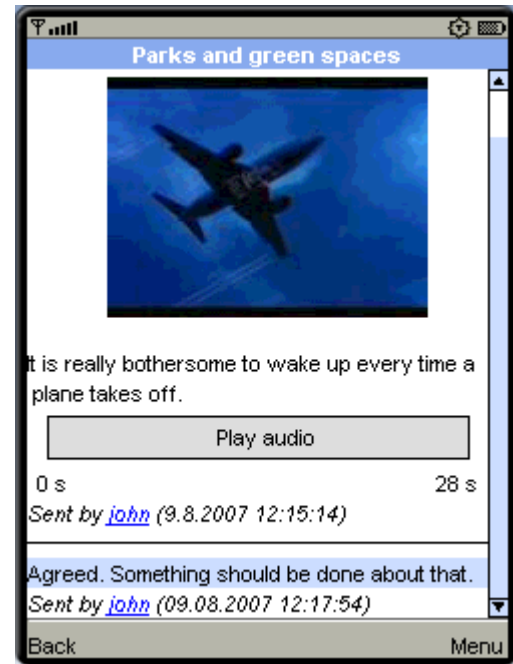 Parks and green spaces
It is really bothersome to wake up every time a
plane takes off.
Play audio
0 s 28 s
Sent by john (9.8.2007 12:15:14)
Agreed. Something should be done about that.
Sent by john (09.08.2007 12:17:54)
Back Menu